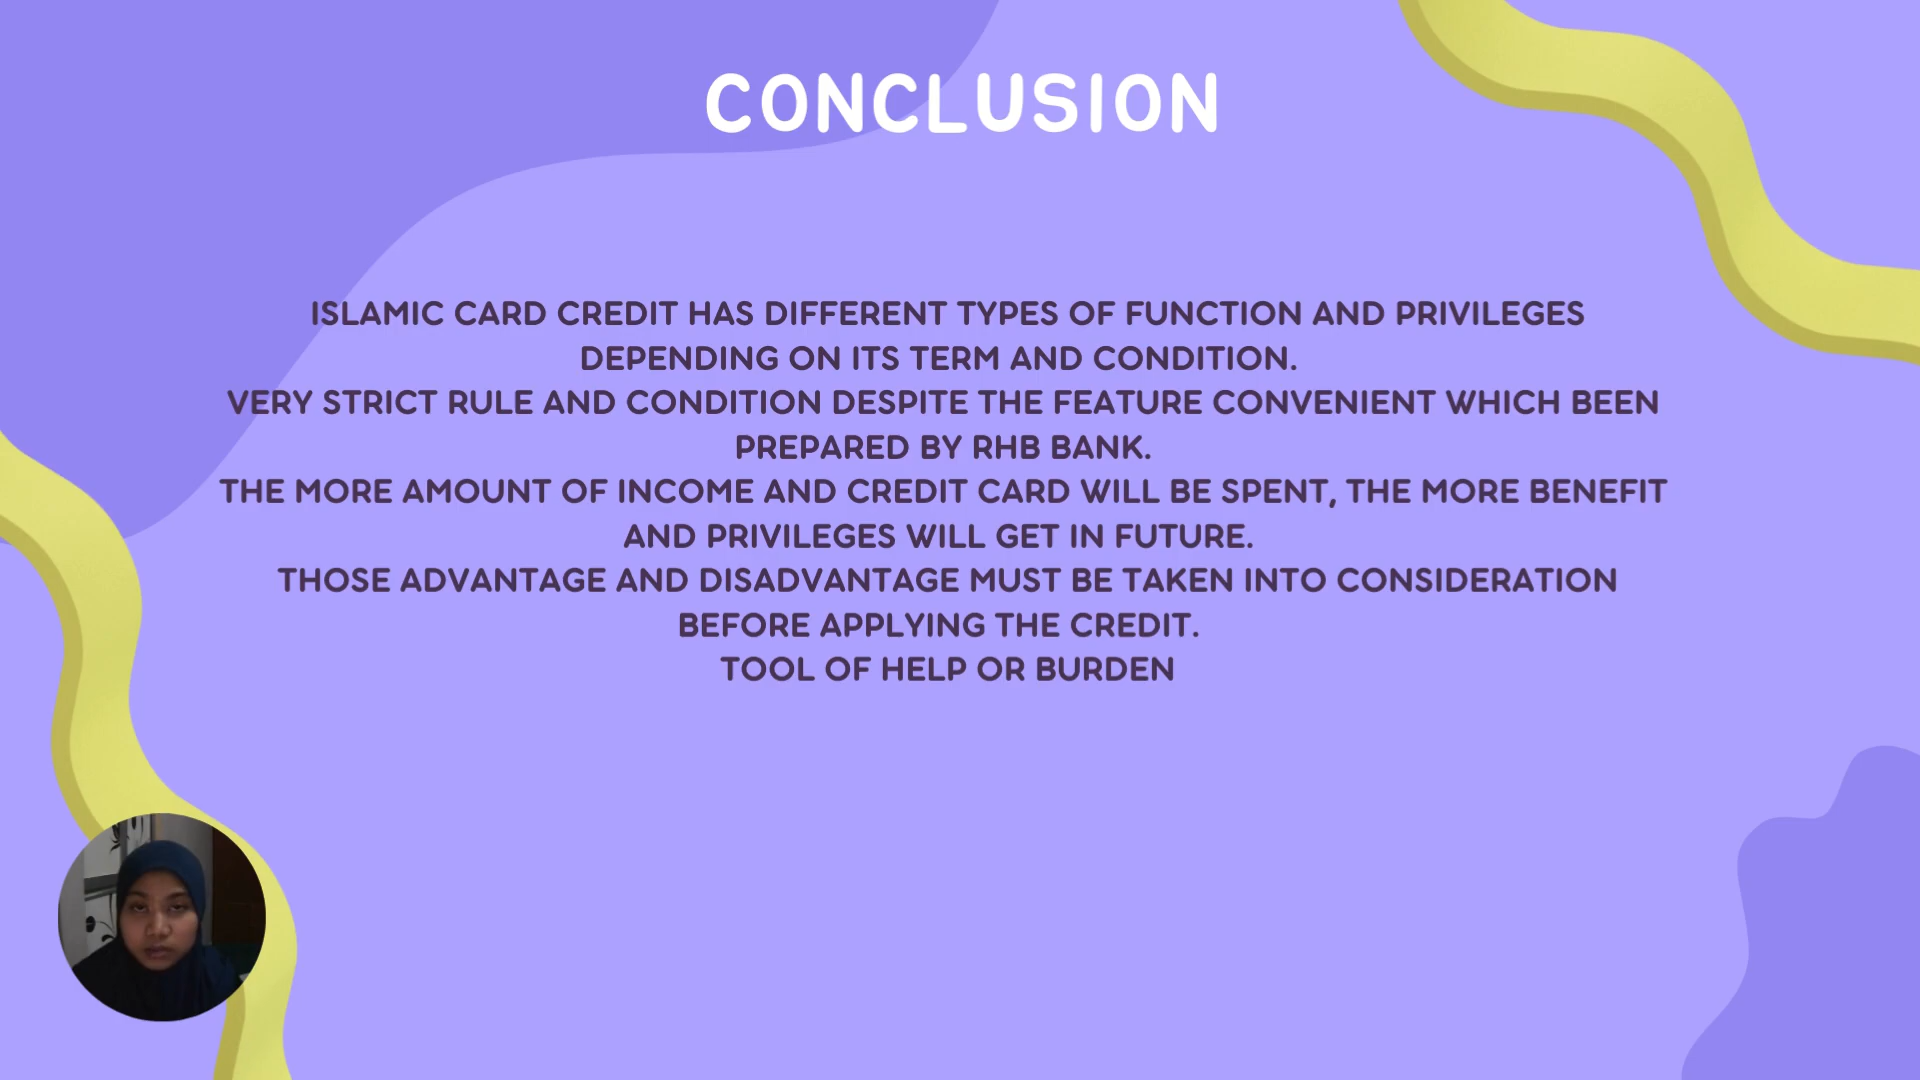 CONCLUSION
ISLAMIC CARD CREDIT HAS DIFFERENT TYPES OF FUNCTION AND PRIVILEGES
DEPENDING ON ITS TERM AND CONDITION.
VERY STRICT RULE AND CONDITION DESPITE THE FEATURE CONVENIENT WHICH BEEN
PREPARED BY RHB BANK.
THE MORE AMOUNT OF INCOME AND CREDIT CARD WILL BE SPENT, THE MORE BENEFIT
AND PRIVILEGES WILL GET IN FUTURE.
THOSE ADVANTAGE AND DISADVANTAGE MUST BE TAKEN INTO CONSIDERATION
BEFORE APPLYING THE CREDIT.
TOOL OF HELP OR BURDEN